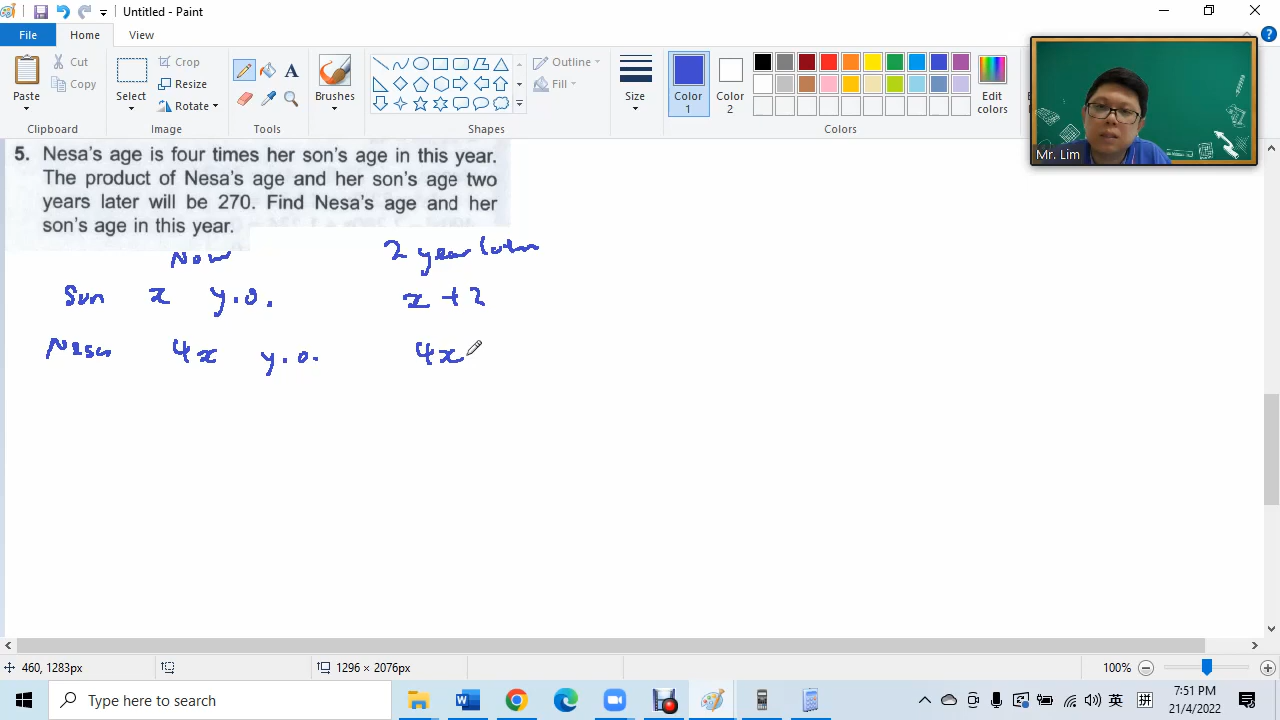 Untitled - Paint
File Home View
Paste
Cut
Copy
Clipboard
Select
Crop
Resize
Rotate
Image
Tools
Brushes
Shapes
Outline
Fill
Size
Color 1
Color 2
Edit colors
Colors
Mr. Lim
5. Nesa's age is four times her son's age in this year.
The product of Nesa's age and her son's age two
years later will be 270. Find Nesa's age and her
son's age in this year.
Now 2 year later
Son x y.o. x + 2
Nesa 4x y.o. 4x
460, 1283px
1296 × 2076px
100%
Type here to search
英
拼
7:51 PM
21/4/2022